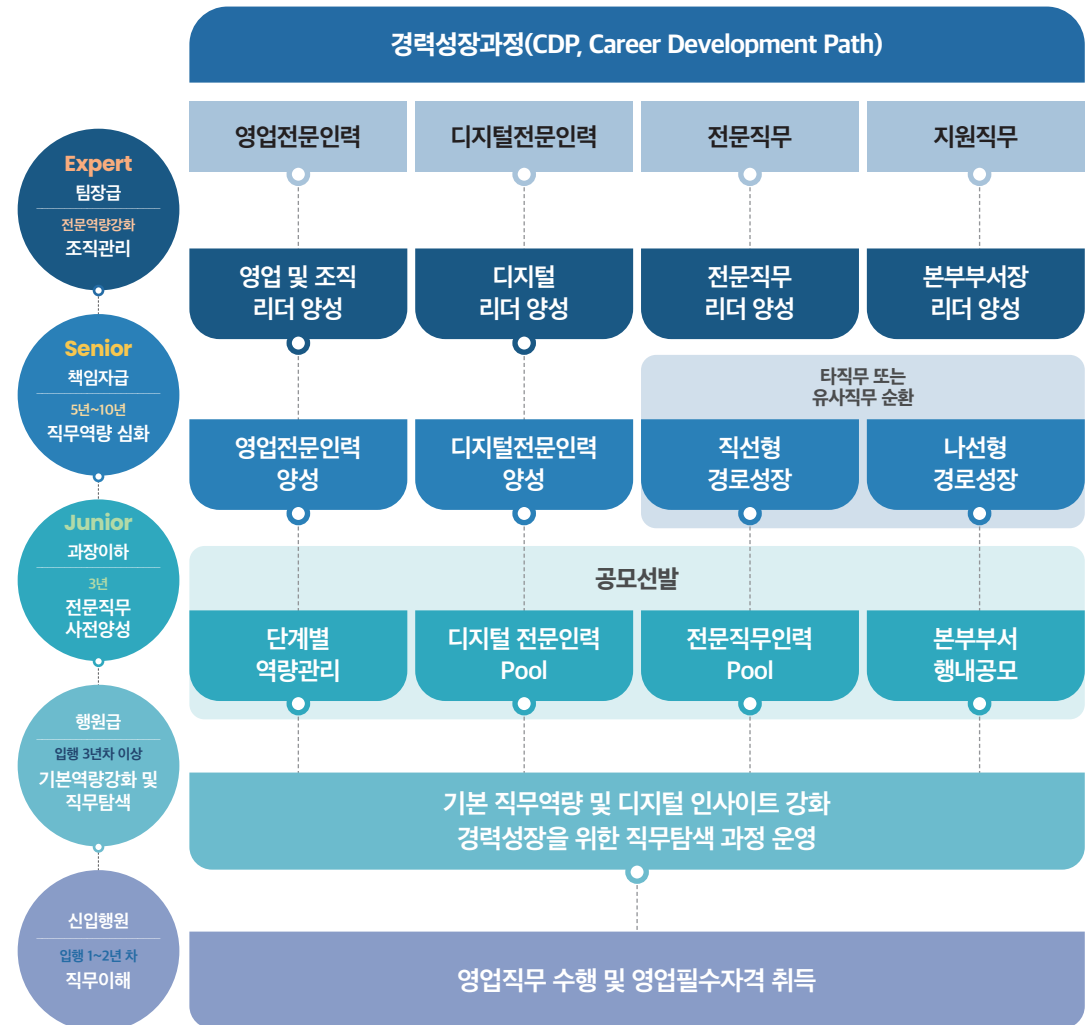 경력성장과정(CDP, Career Development Path)
영업전문인력
디지털전문인력
전문직무
지원직무
Expert
팀장급
전문역량강화
조직관리
영업 및 조직
리더 양성
디지털
리더 양성
전문직무
리더 양성
본부부서장
리더 양성
Senior
책임자급
5년~10년
직무역량 심화
타직무 또는
유사직무 순환
영업전문인력
양성
디지털전문인력
양성
직선형
경로성장
나선형
경로성장
Junior
과장이하
3년
전문직무
사전양성
공모선발
단계별
역량관리
디지털 전문인력
Pool
전문직무인력
Pool
본부부서
행내공모
행원급
입행 3년차 이상
기본역량강화 및
직무탐색
기본 직무역량 및 디지털 인사이트 강화
경력성장을 위한 직무탐색 과정 운영
신입행원
입행 1~2년 차
직무이해
영업직무 수행 및 영업필수자격 취득